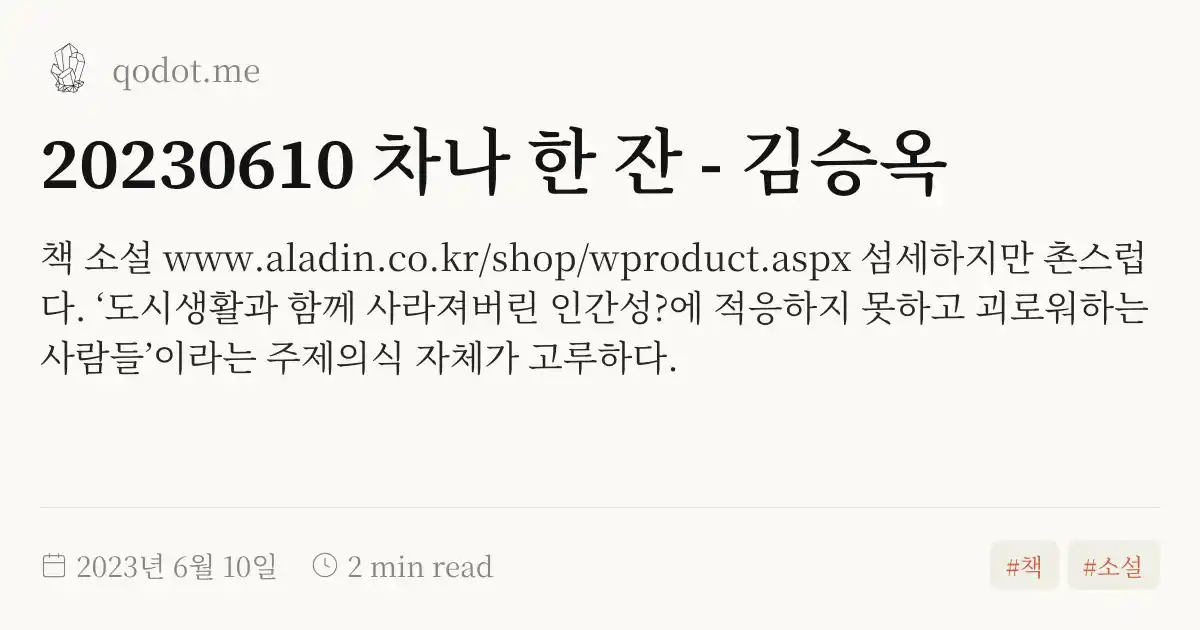 qodot.me
20230610 차나 한 잔 - 김승옥
책 소설 www.aladin.co.kr/shop/wproduct.aspx 섬세하지만 촌스럽
다. ‘도시생활과 함께 사라져버린 인간성?에 적응하지 못하고 괴로워하는
사람들’이라는 주제의식 자체가 고루하다.
2023년 6월 10일 2 min read #책 #소설